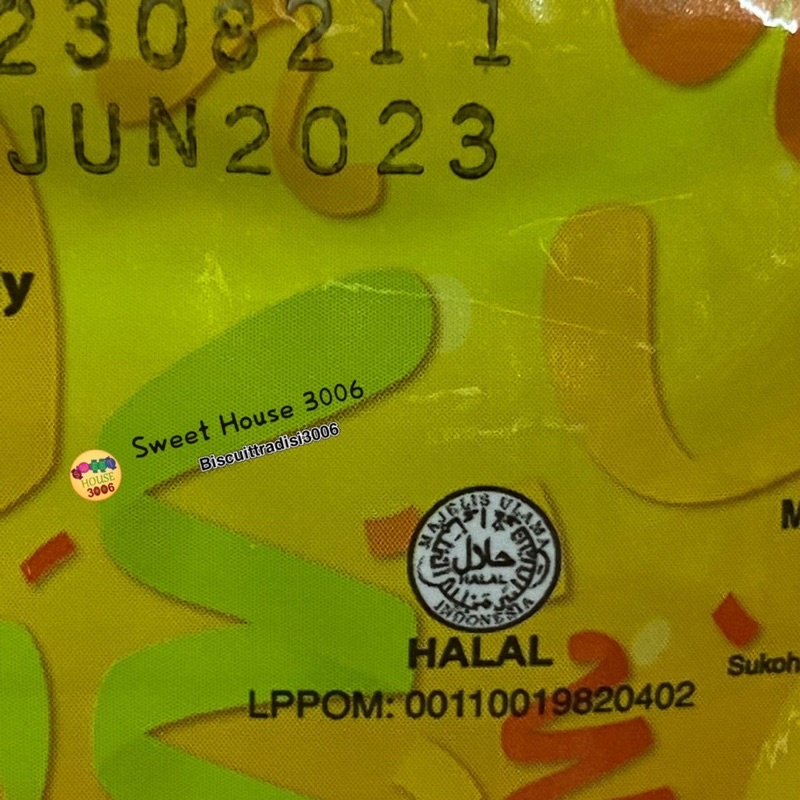 2308211
JUN2023
y
Sweet House 3006
Biscuittradisi3006
HOUSE
3006
M
MAJELIS ULAMA
حلال
HALAL
INDONESIA
HALAL
Sukoh
LPPOM: 00110019820402